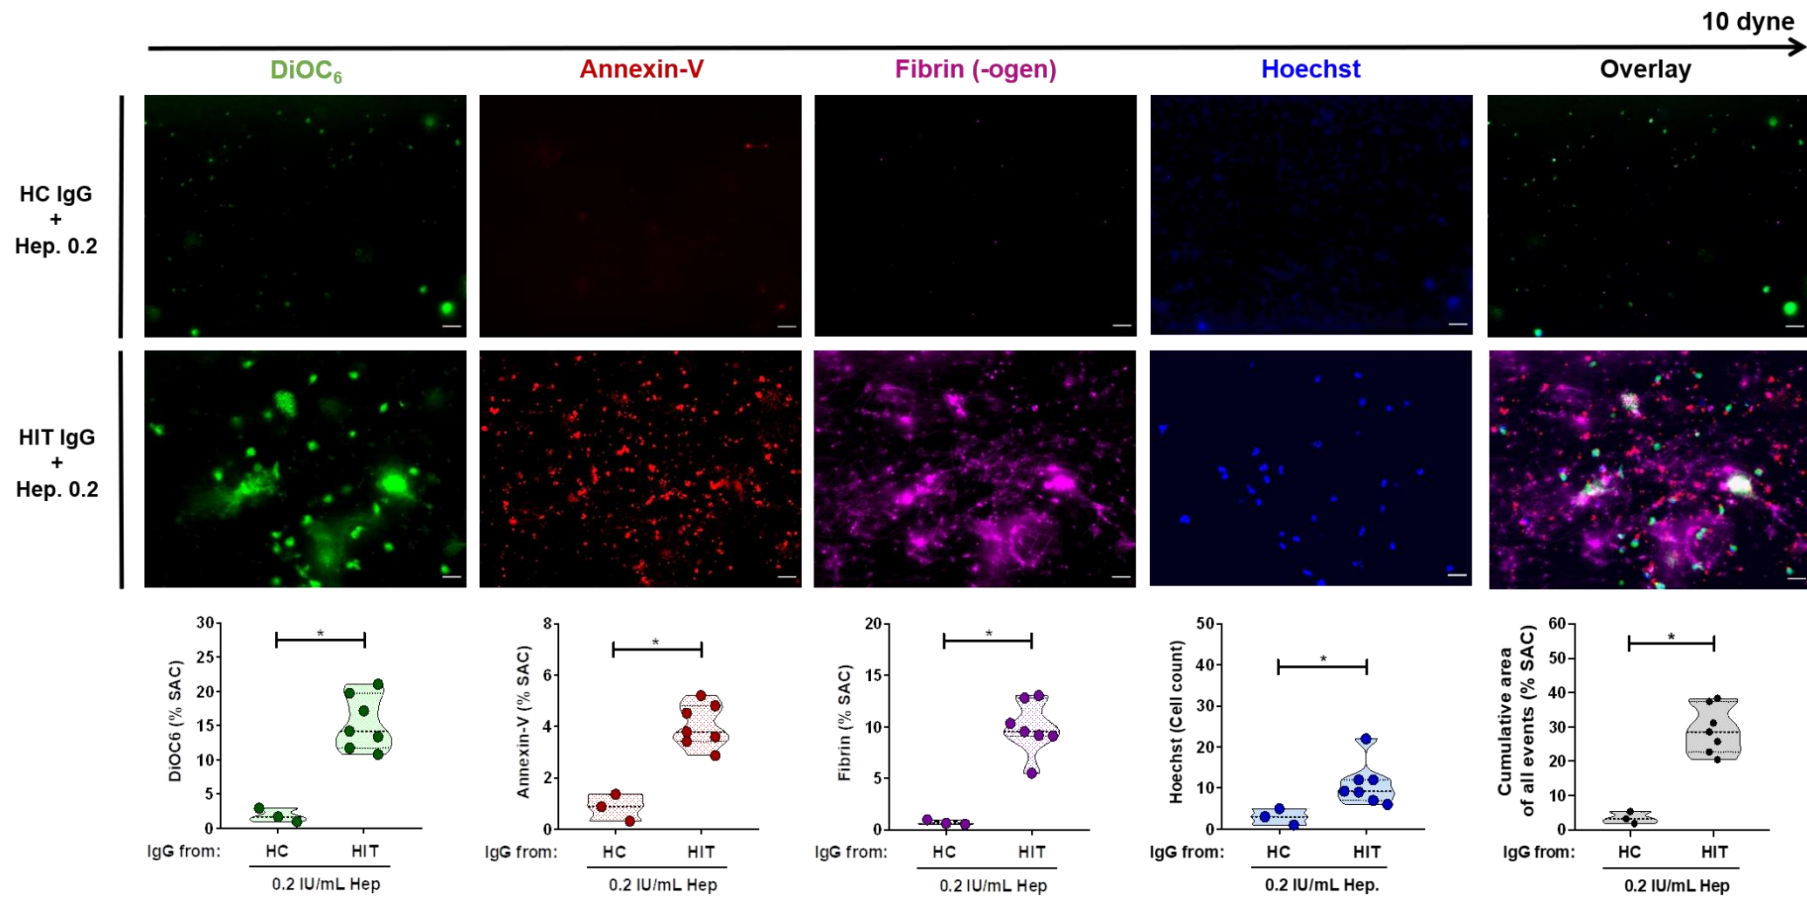 10 dyne
DiOC6
Annexin-V
Fibrin (-ogen)
Hoechst
Overlay
HC IgG
+
Hep. 0.2
HIT IgG
+
Hep. 0.2
DiOC6 (% SAC)
30
25
20
15
10
5
0
*
IgG from:
HC
HIT
0.2 IU/mL Hep
Annexin-V (% SAC)
8
6
4
2
0
*
IgG from:
HC
HIT
0.2 IU/mL Hep
Fibrin (% SAC)
20
15
10
5
0
*
IgG from:
HC
HIT
0.2 IU/mL Hep
Hoechst (Cell count)
50
40
30
20
10
0
*
IgG from:
HC
HIT
0.2 IU/mL Hep.
Cumulative area
of all events (% SAC)
60
50
40
30
20
10
0
*
IgG from:
HC
HIT
0.2 IU/mL Hep